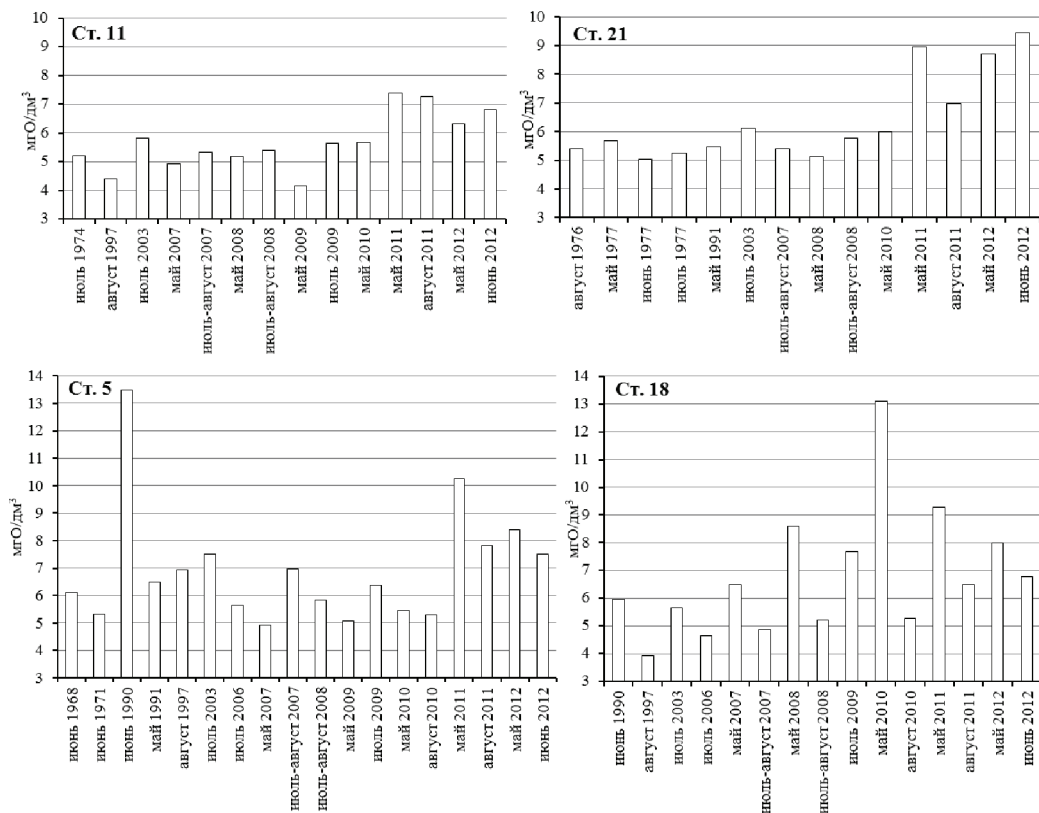 Ст. 11
мгО/дм³
10
9
8
7
6
5
4
3
июль 1974
август 1997
июль 2003
май 2007
июль-август 2007
май 2008
июль-август 2008
май 2009
июль 2009
май 2010
май 2011
август 2011
май 2012
июнь 2012
Ст. 21
мгО/дм³
10
9
8
7
6
5
4
3
август 1976
май 1977
июнь 1977
июль 1977
май 1991
июль 2003
июль-август 2007
май 2008
июль-август 2008
май 2010
май 2011
август 2011
май 2012
июнь 2012
Ст. 5
мгО/дм³
14
13
12
11
10
9
8
7
6
5
4
3
июнь 1968
июнь 1971
июнь 1990
май 1991
август 1997
июль 2003
июль 2006
май 2007
июль-август 2007
июль-август 2008
май 2009
июль 2009
май 2010
август 2010
май 2011
август 2011
май 2012
июнь 2012
Ст. 18
мгО/дм³
14
13
12
11
10
9
8
7
6
5
4
3
июнь 1990
август 1997
июль 2003
июль 2006
май 2007
июль-август 2007
май 2008
июль-август 2008
июль 2009
май 2010
август 2010
май 2011
август 2011
май 2012
июнь 2012